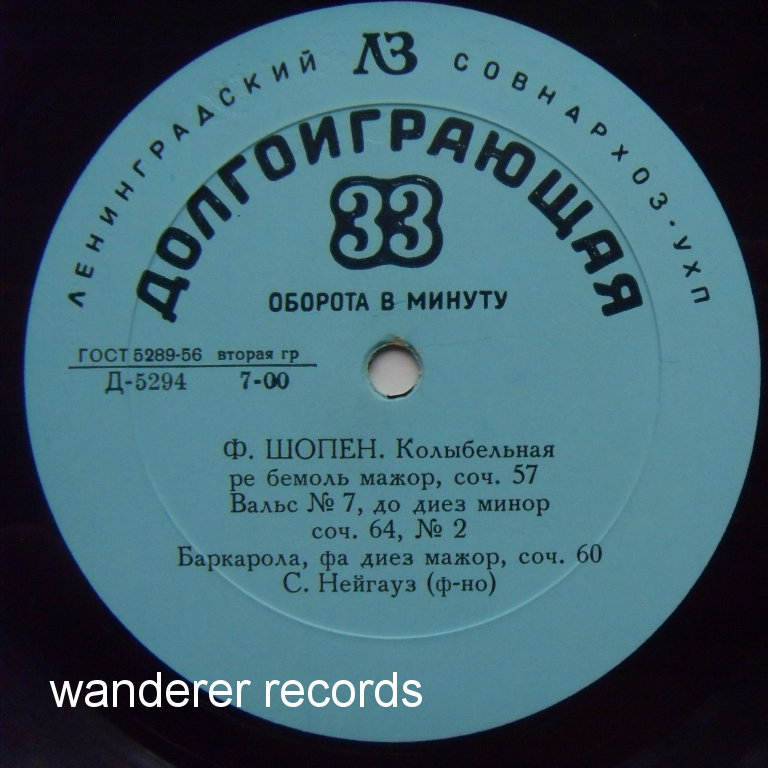 ЛЕНИНГРАДСКИЙ ЛЗ СОВНАРХОЗ·УХП
ДОЛГОИГРАЮЩАЯ
33
ОБОРОТА В МИНУТУ
ГОСТ 5289-56 вторая гр
Д-5294 7-00
Ф. ШОПЕН. Колыбельная
ре бемоль мажор, соч. 57
Вальс № 7, до диез минор
соч. 64, № 2
Баркарола, фа диез мажор, соч. 60
С. Нейгауз (ф-но)
wanderer records